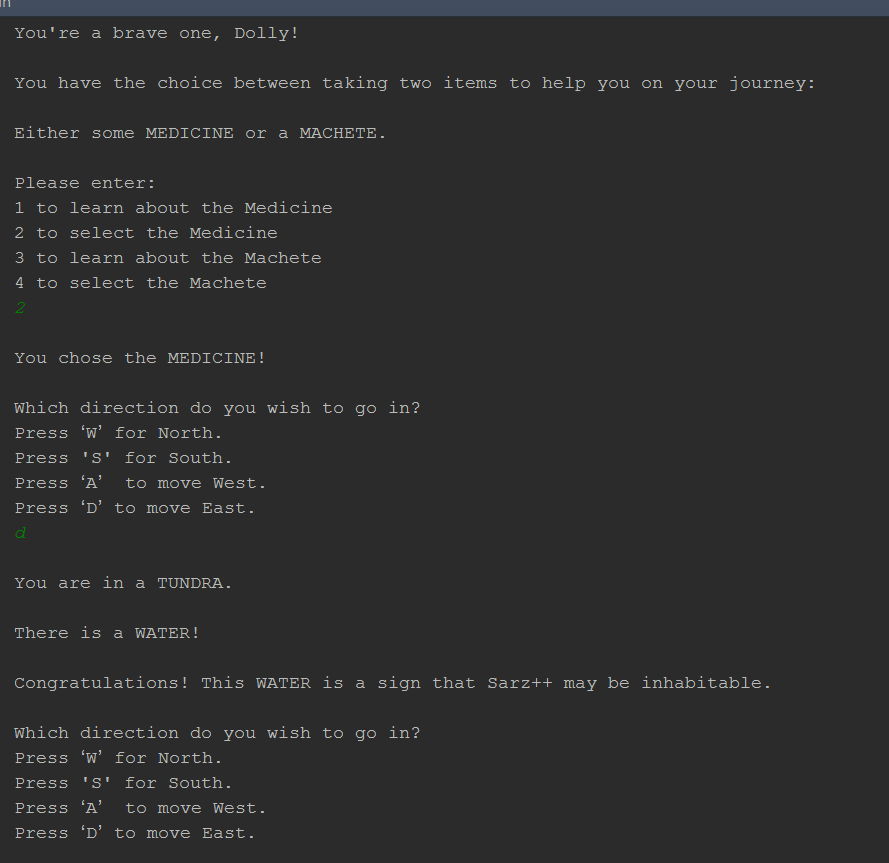 in
You're a brave one, Dolly!
You have the choice between taking two items to help you on your journey:
Either some MEDICINE or a MACHETE.
Please enter:
1 to learn about the Medicine
2 to select the Medicine
3 to learn about the Machete
4 to select the Machete
2
You chose the MEDICINE!
Which direction do you wish to go in?
Press ‘W’ for North.
Press 'S' for South.
Press ‘A’  to move West.
Press ‘D’ to move East.
d
You are in a TUNDRA.
There is a WATER!
Congratulations! This WATER is a sign that Sarz++ may be inhabitable.
Which direction do you wish to go in?
Press ‘W’ for North.
Press 'S' for South.
Press ‘A’  to move West.
Press ‘D’ to move East.